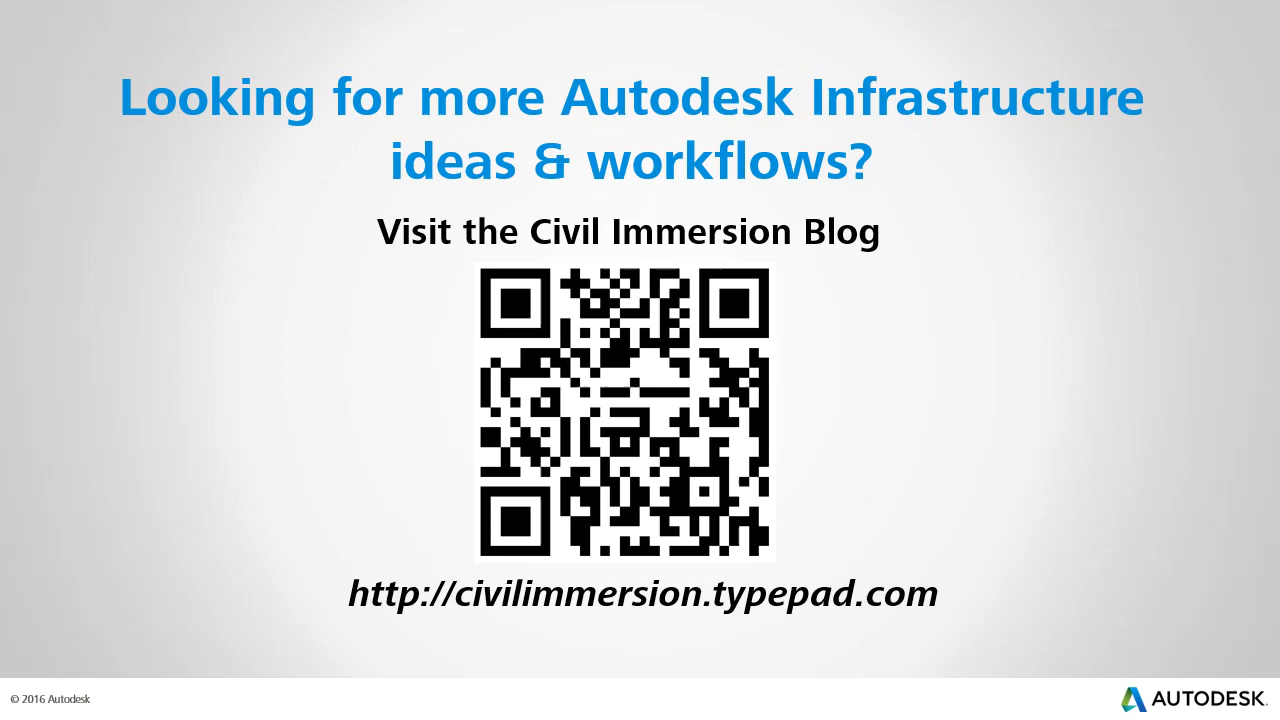 Looking for more Autodesk Infrastructure
ideas & workflows?
Visit the Civil Immersion Blog
http://civilimmersion.typepad.com
© 2016 Autodesk
AUTODESK.